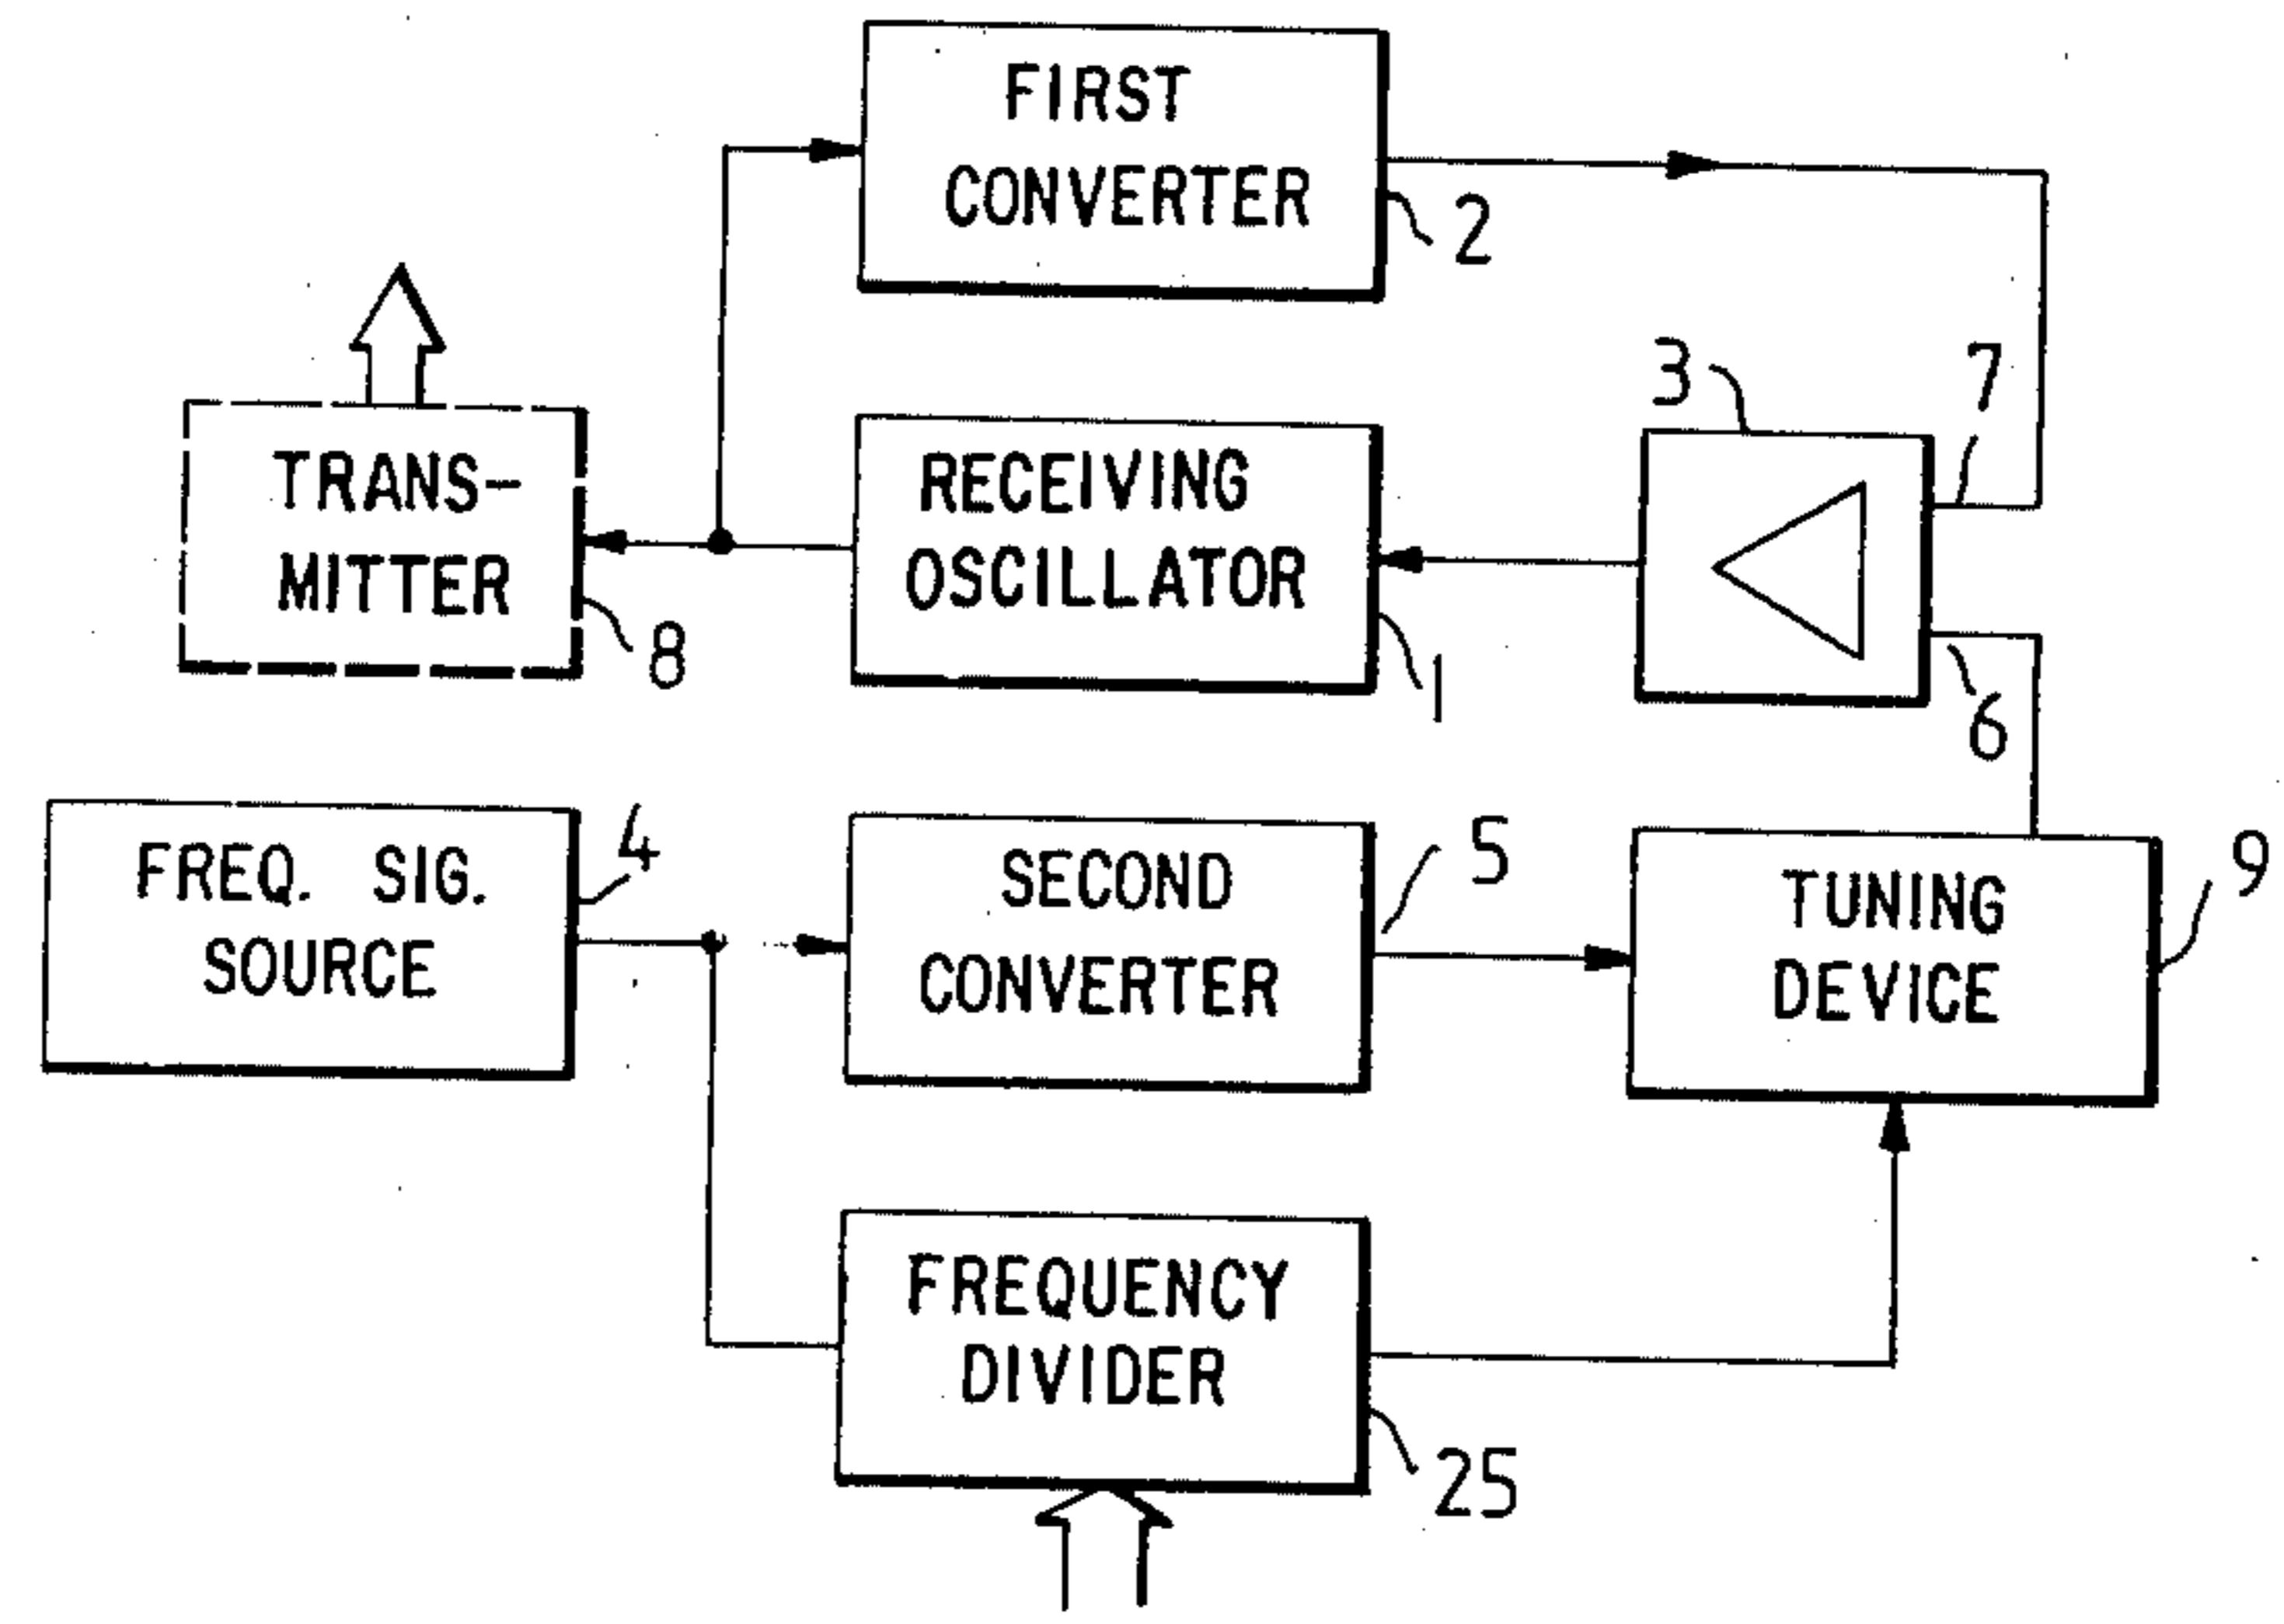 FIRST
CONVERTER
2
3
7
TRANS-
MITTER
8
RECEIVING
OSCILLATOR
1
6
FREQ. SIG.
SOURCE
4
SECOND
CONVERTER
5
TUNING
DEVICE
9
FREQUENCY
DIVIDER
25